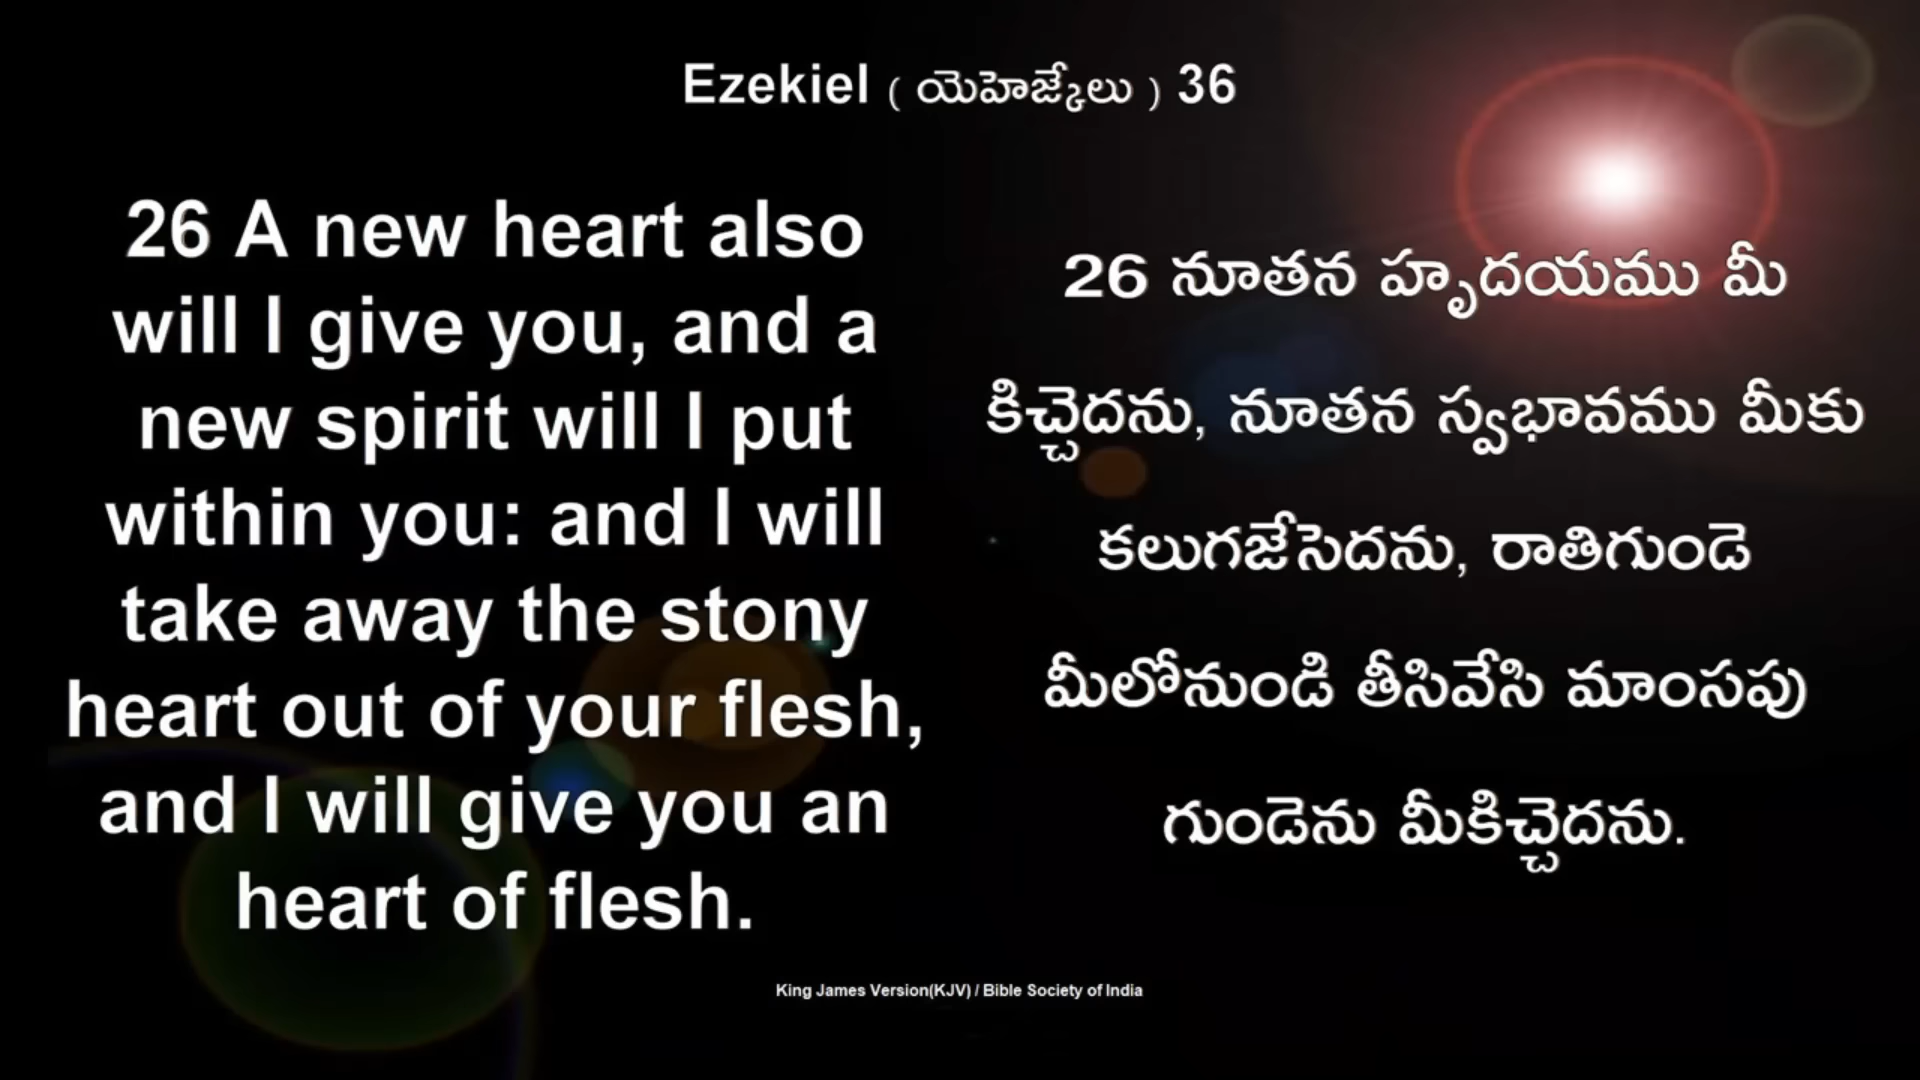 Ezekiel ( యెహెజ్కేలు ) 36
26 A new heart also
will I give you, and a
new spirit will I put
within you: and I will
take away the stony
heart out of your flesh,
and I will give you an
heart of flesh.
26 నూతన హృదయము మీ
కిచ్చెదను, నూతన స్వభావము మీకు
కలుగజేసెదను, రాతిగుండె
మీలోనుండి తీసివేసి మాంసపు
గుండెను మీకిచ్చెదను.
King James Version(KJV) / Bible Society of India